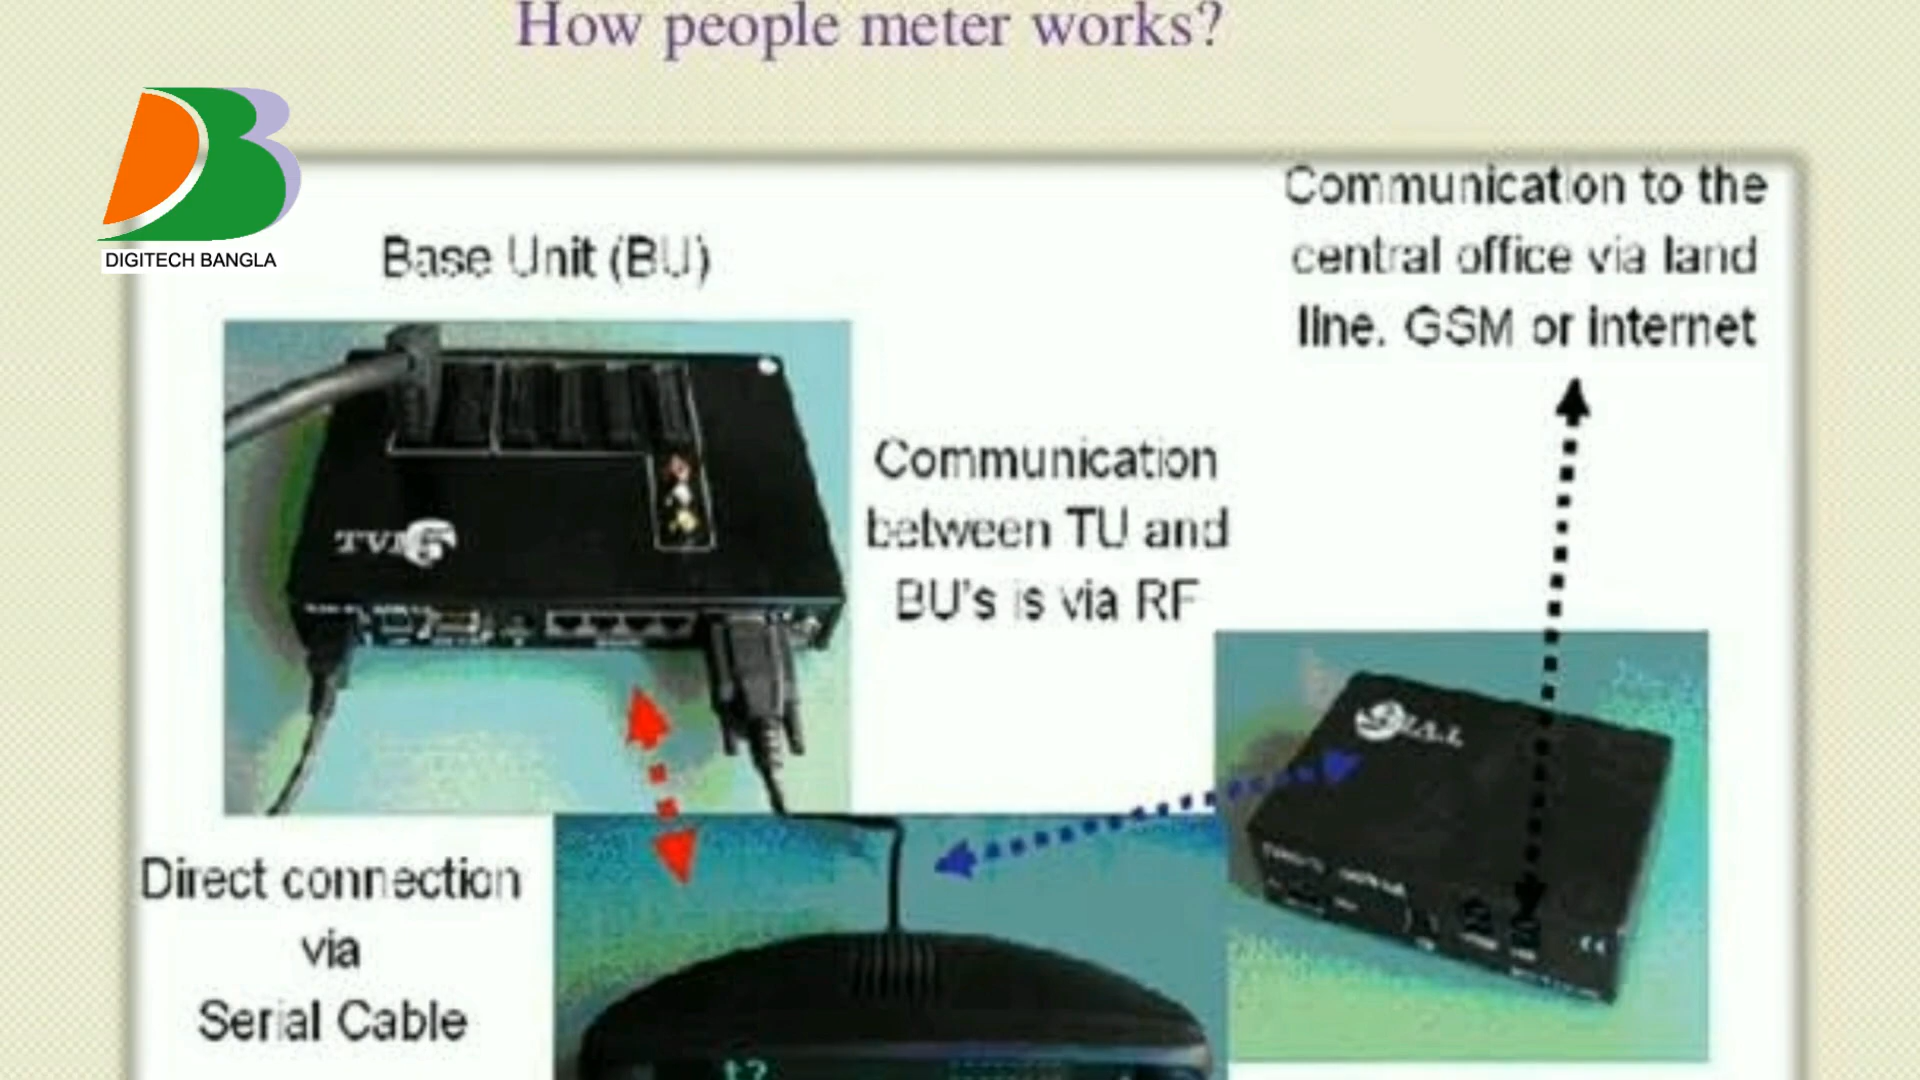 How people meter works?
DIGITECH BANGLA
Base Unit (BU)
Communication to the
central office via land
line. GSM or internet
Communication
between TU and
BU's is via RF
TVM5
Direct connection
via
Serial Cable